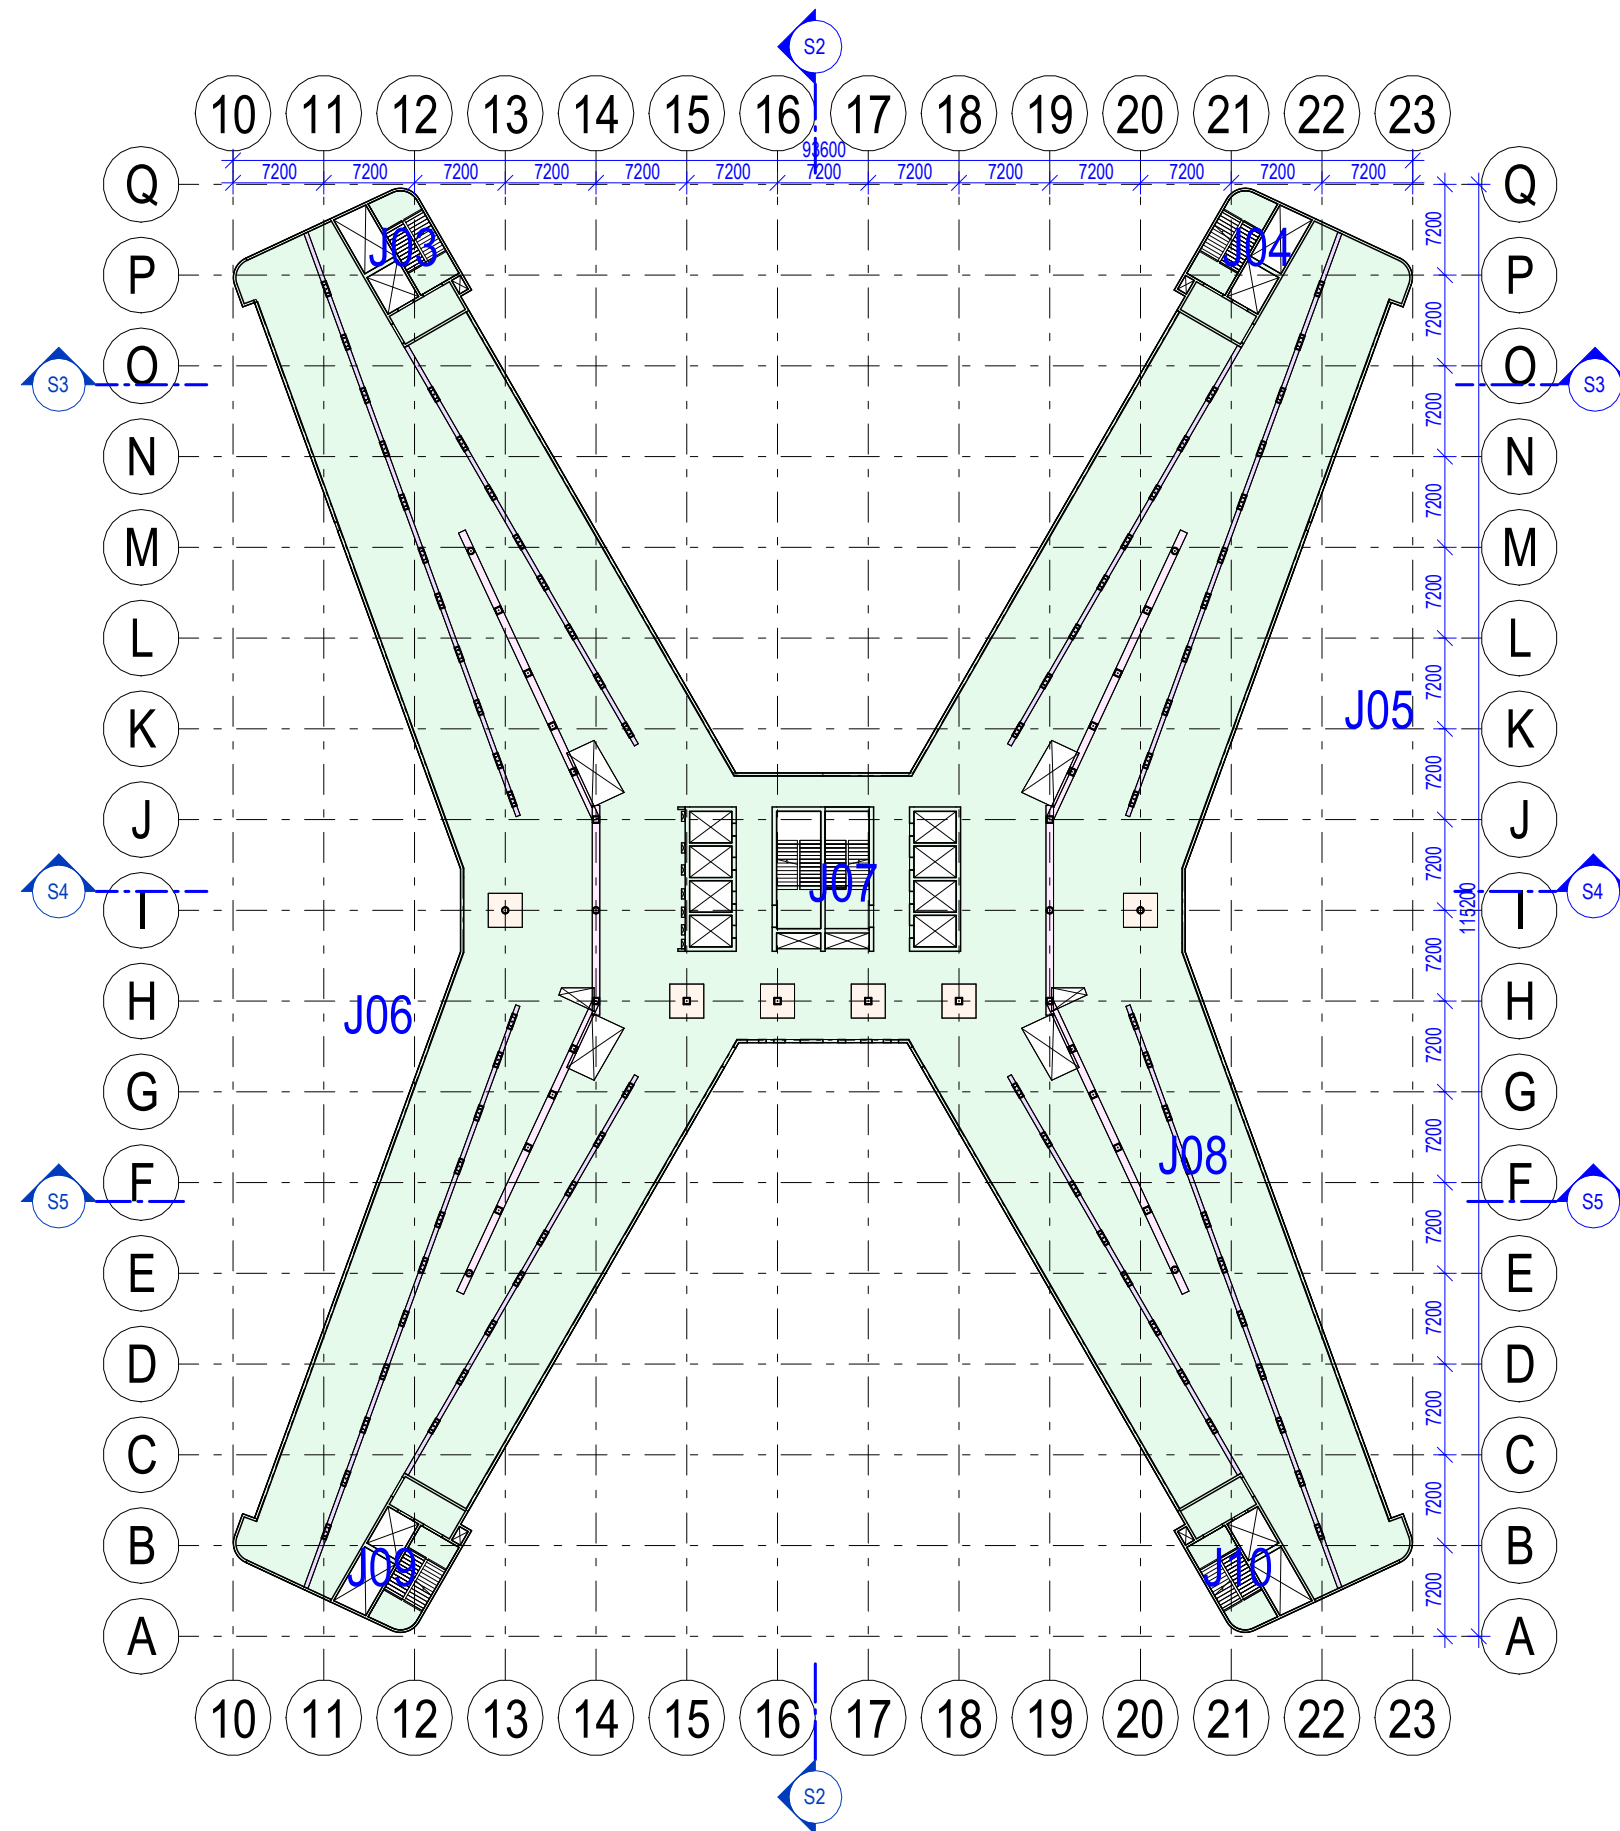 S2
10 11 12 13 14 15 16 17 18 19 20 21 22 23
93600
7200 7200 7200 7200 7200 7200 7200 7200 7200 7200 7200 7200 7200
Q Q
7200
J03 J04
P P
7200
O O
S3 S3
7200
N N
7200
M M
7200
L L
7200
J05
K K
7200
J J
7200
J07
S4 S4
I I
115200
7200
H H
J06
7200
G G
7200
J08
F F
S5 S5
7200
E E
7200
D D
7200
C C
7200
B B
J09 J10
7200
A A
10 11 12 13 14 15 16 17 18 19 20 21 22 23
S2